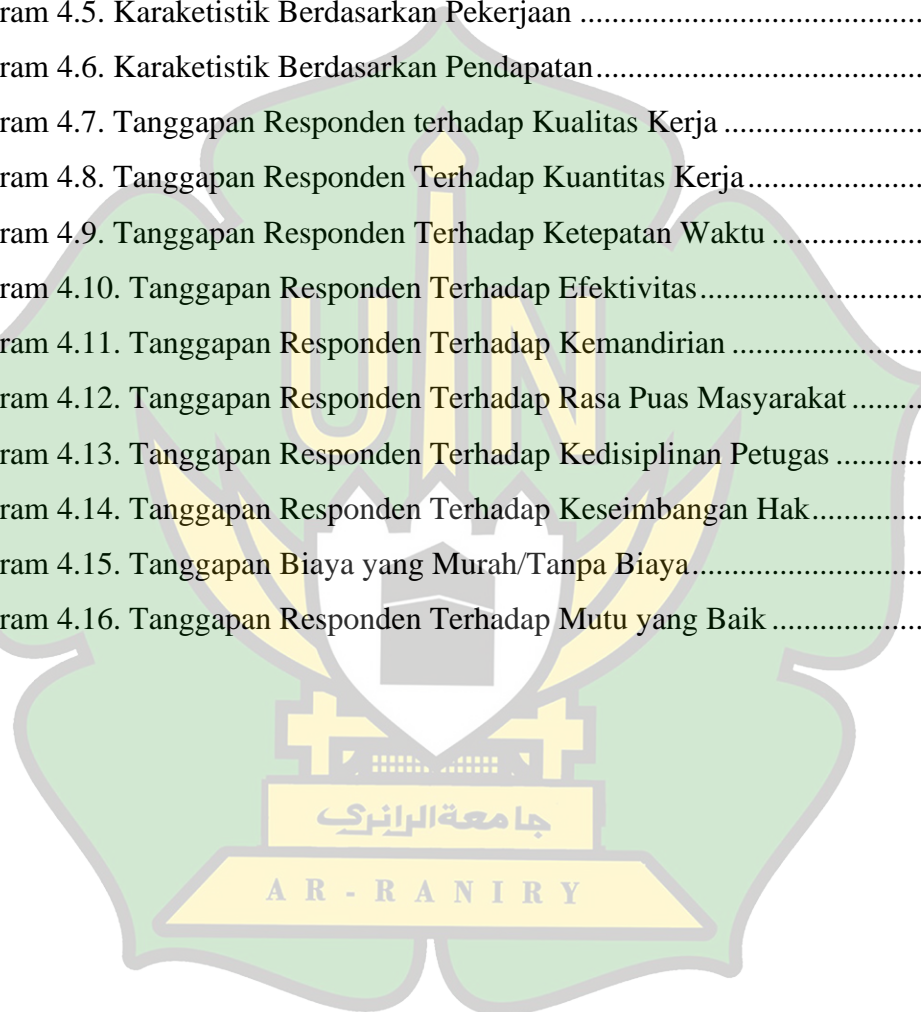 ram 4.5. Karaketistik Berdasarkan Pekerjaan ........................................
ram 4.6. Karaketistik Berdasarkan Pendapatan......................................
ram 4.7. Tanggapan Responden terhadap Kualitas Kerja .......................
ram 4.8. Tanggapan Responden Terhadap Kuantitas Kerja....................
ram 4.9. Tanggapan Responden Terhadap Ketepatan Waktu .................
ram 4.10. Tanggapan Responden Terhadap Efektivitas..........................
ram 4.11. Tanggapan Responden Terhadap Kemandirian ......................
ram 4.12. Tanggapan Responden Terhadap Rasa Puas Masyarakat ........
ram 4.13. Tanggapan Responden Terhadap Kedisiplinan Petugas ..........
ram 4.14. Tanggapan Responden Terhadap Keseimbangan Hak.............
ram 4.15. Tanggapan Biaya yang Murah/Tanpa Biaya...........................
ram 4.16. Tanggapan Responden Terhadap Mutu yang Baik .................
UIN
جامعة الرانري
AR-RANIRY